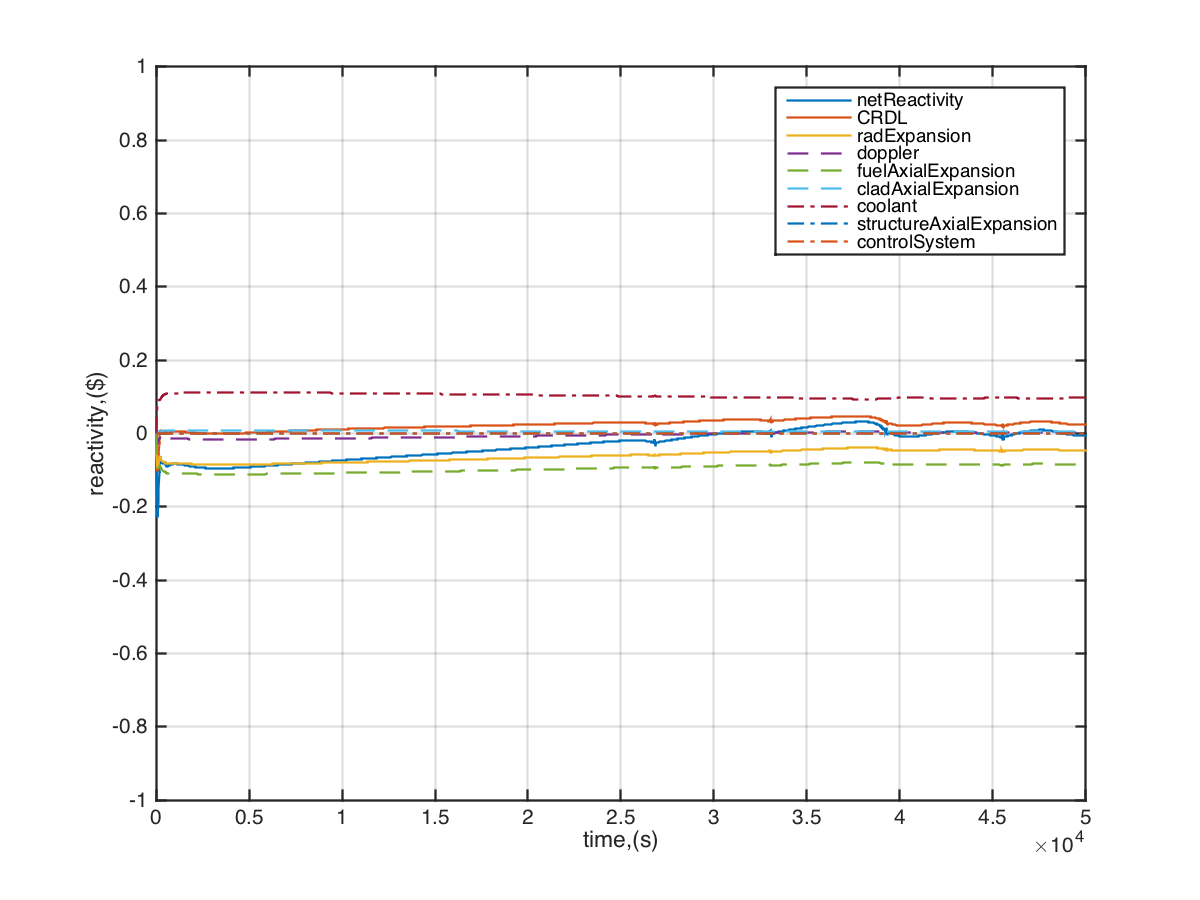 1
0.8
0.6
0.4
0.2
0
-0.2
-0.4
-0.6
-0.8
-1
reactivity,($)
netReactivity
CRDL
radExpansion
doppler
fuelAxialExpansion
cladAxialExpansion
coolant
structureAxialExpansion
controlSystem
0 0.5 1 1.5 2 2.5 3 3.5 4 4.5 5
time,(s)
×10⁴